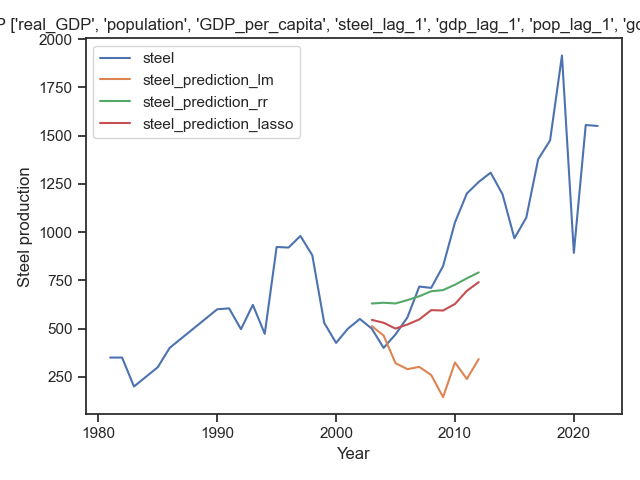 ['real_GDP', 'population', 'GDP_per_capita', 'steel_lag_1', 'gdp_lag_1', 'pop_lag_1',
2000
1750
1500
1250
1000
750
500
250
Steel production
steel
steel_prediction_lm
steel_prediction_rr
steel_prediction_lasso
1980
1990
2000
2010
2020
Year